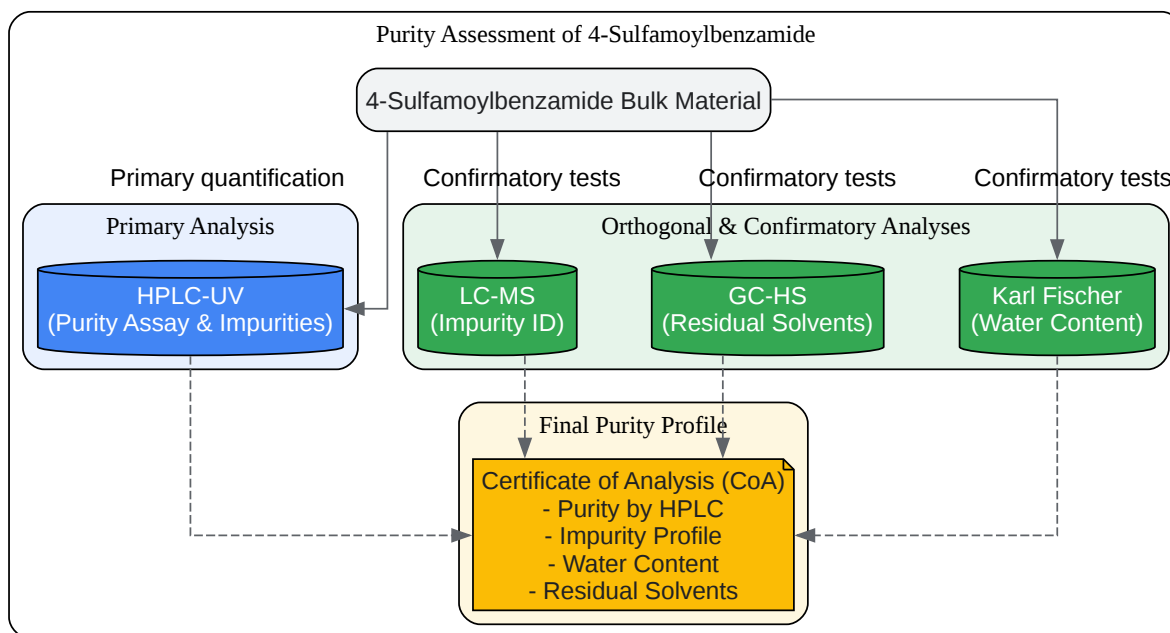 Purity Assessment of 4-Sulfamoylbenzamide
4-Sulfamoylbenzamide Bulk Material
Primary quantification
Confirmatory tests
Confirmatory tests
Confirmatory tests
Primary Analysis
Orthogonal & Confirmatory Analyses
HPLC-UV
(Purity Assay & Impurities)
LC-MS
(Impurity ID)
GC-HS
(Residual Solvents)
Karl Fischer
(Water Content)
Final Purity Profile
Certificate of Analysis (CoA)
- Purity by HPLC
- Impurity Profile
- Water Content
- Residual Solvents